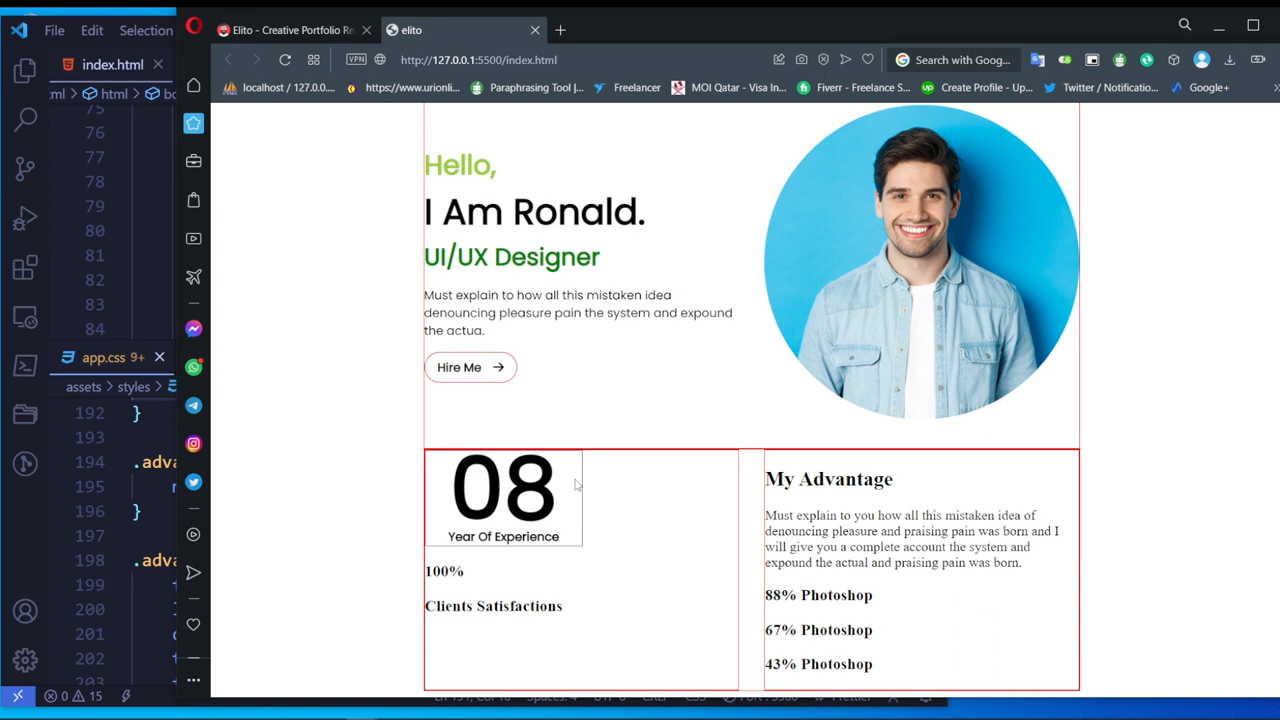 File Edit Selection
Elito - Creative Portfolio Re
elito
index.html
VPN
http://127.0.0.1:5500/index.html
Search with Goog...
localhost / 127.0.0....
https://www.urionli...
Paraphrasing Tool |...
Freelancer
MOI Qatar - Visa In...
Fiverr - Freelance S...
Create Profile - Up...
Twitter / Notificatio...
Google+
html
75
76
77
78
79
80
81
82
83
84
app.css 9+
assets > styles >
192 }
193
194 .adva
195
196 }
197
198 .adva
199
200
201
202
203
0 15
Hello,
I Am Ronald.
UI/UX Designer
Must explain to how all this mistaken idea
denouncing pleasure pain the system and expound
the actua.
Hire Me
08
Year Of Experience
100%
Clients Satisfactions
My Advantage
Must explain to you how all this mistaken idea of
denouncing pleasure and praising pain was born and I
will give you a complete account the system and
expound the actual and praising pain was born.
88% Photoshop
67% Photoshop
43% Photoshop